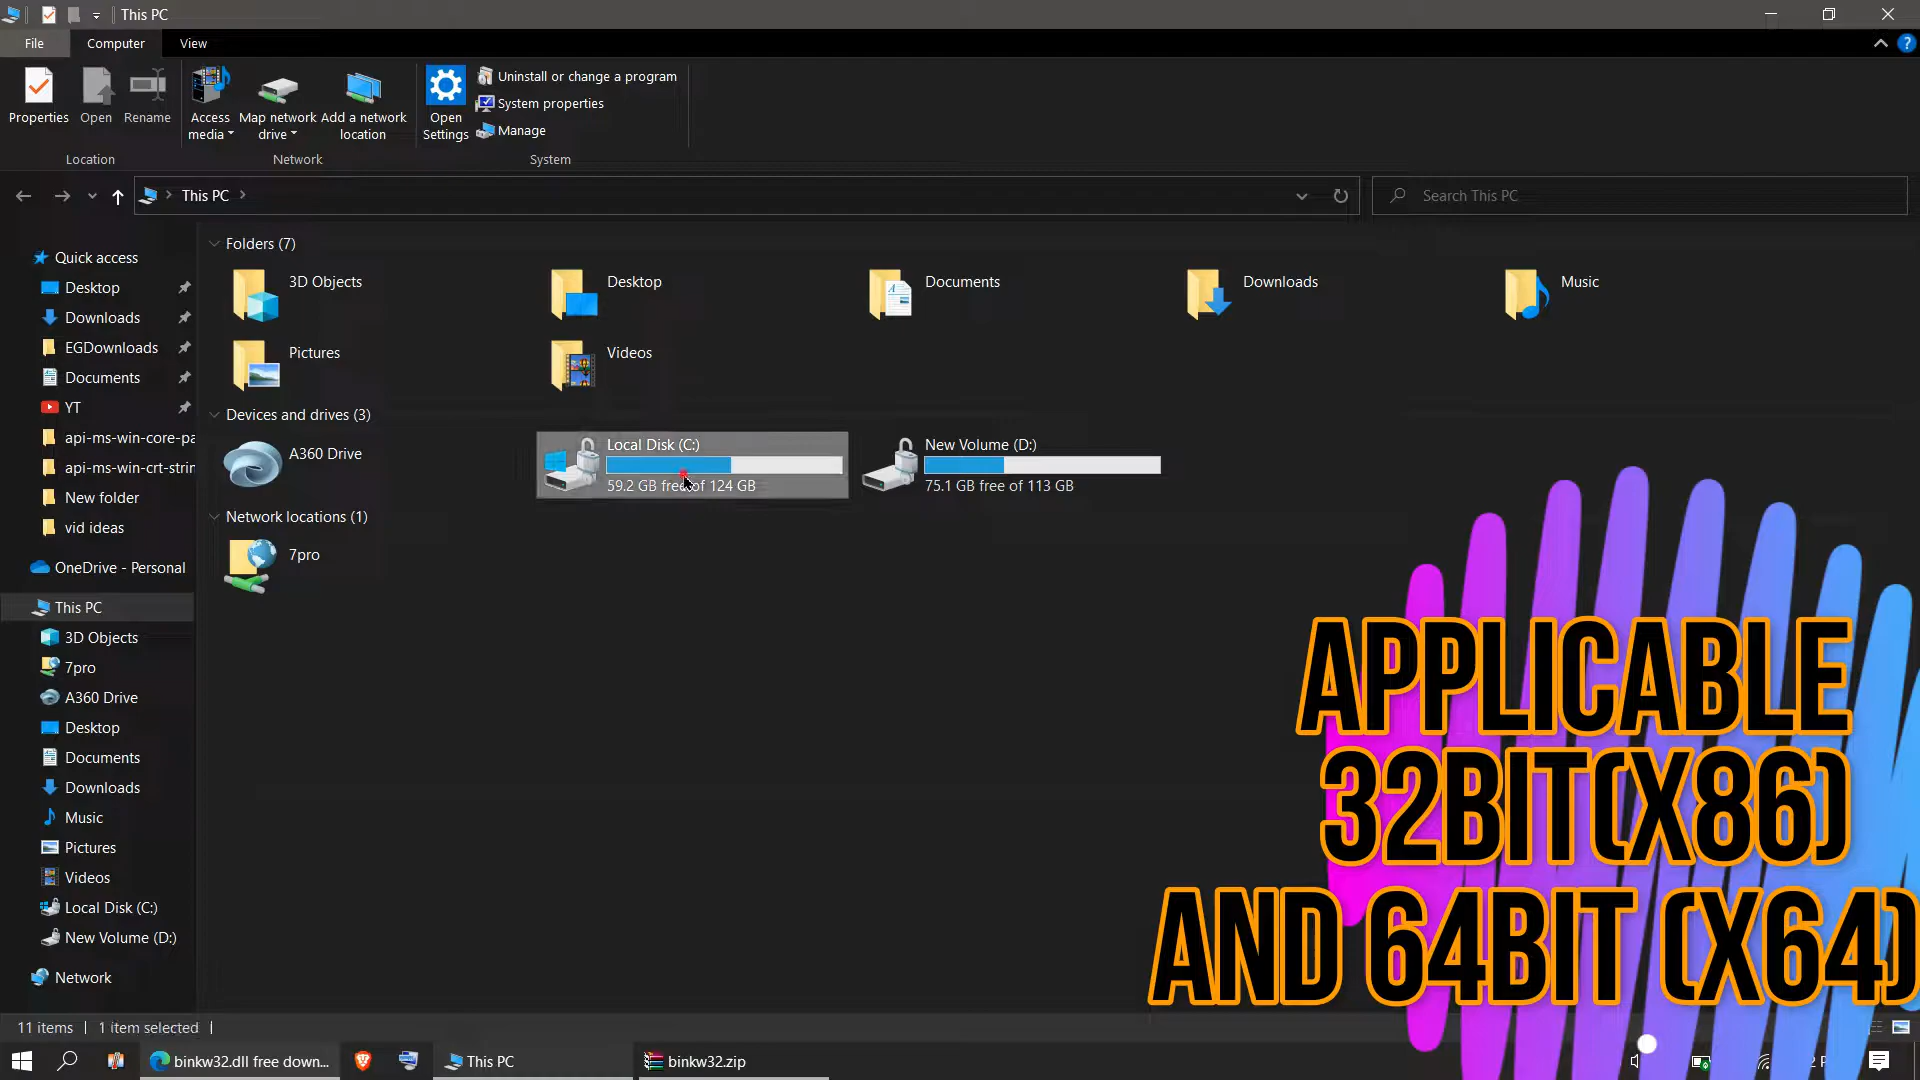 This PC
File
Computer
View
Properties
Open
Rename
Access
media
Map network
drive
Add a network
location
Open
Settings
Uninstall or change a program
System properties
Manage
Location
Network
System
This PC
Search This PC
Quick access
Desktop
Downloads
EGDownloads
Documents
YT
api-ms-win-core-pa
api-ms-win-crt-strin
New folder
vid ideas
OneDrive - Personal
This PC
3D Objects
7pro
A360 Drive
Desktop
Documents
Downloads
Music
Pictures
Videos
Local Disk (C:)
New Volume (D:)
Network
Folders (7)
3D Objects
Desktop
Documents
Downloads
Music
Pictures
Videos
Devices and drives (3)
A360 Drive
Local Disk (C:)
59.2 GB free of 124 GB
New Volume (D:)
75.1 GB free of 113 GB
Network locations (1)
7pro
APPLICABLE
32BIT(X86)
AND 64BIT (X64)
11 items
1 item selected
binkw32.dll free down...
This PC
binkw32.zip